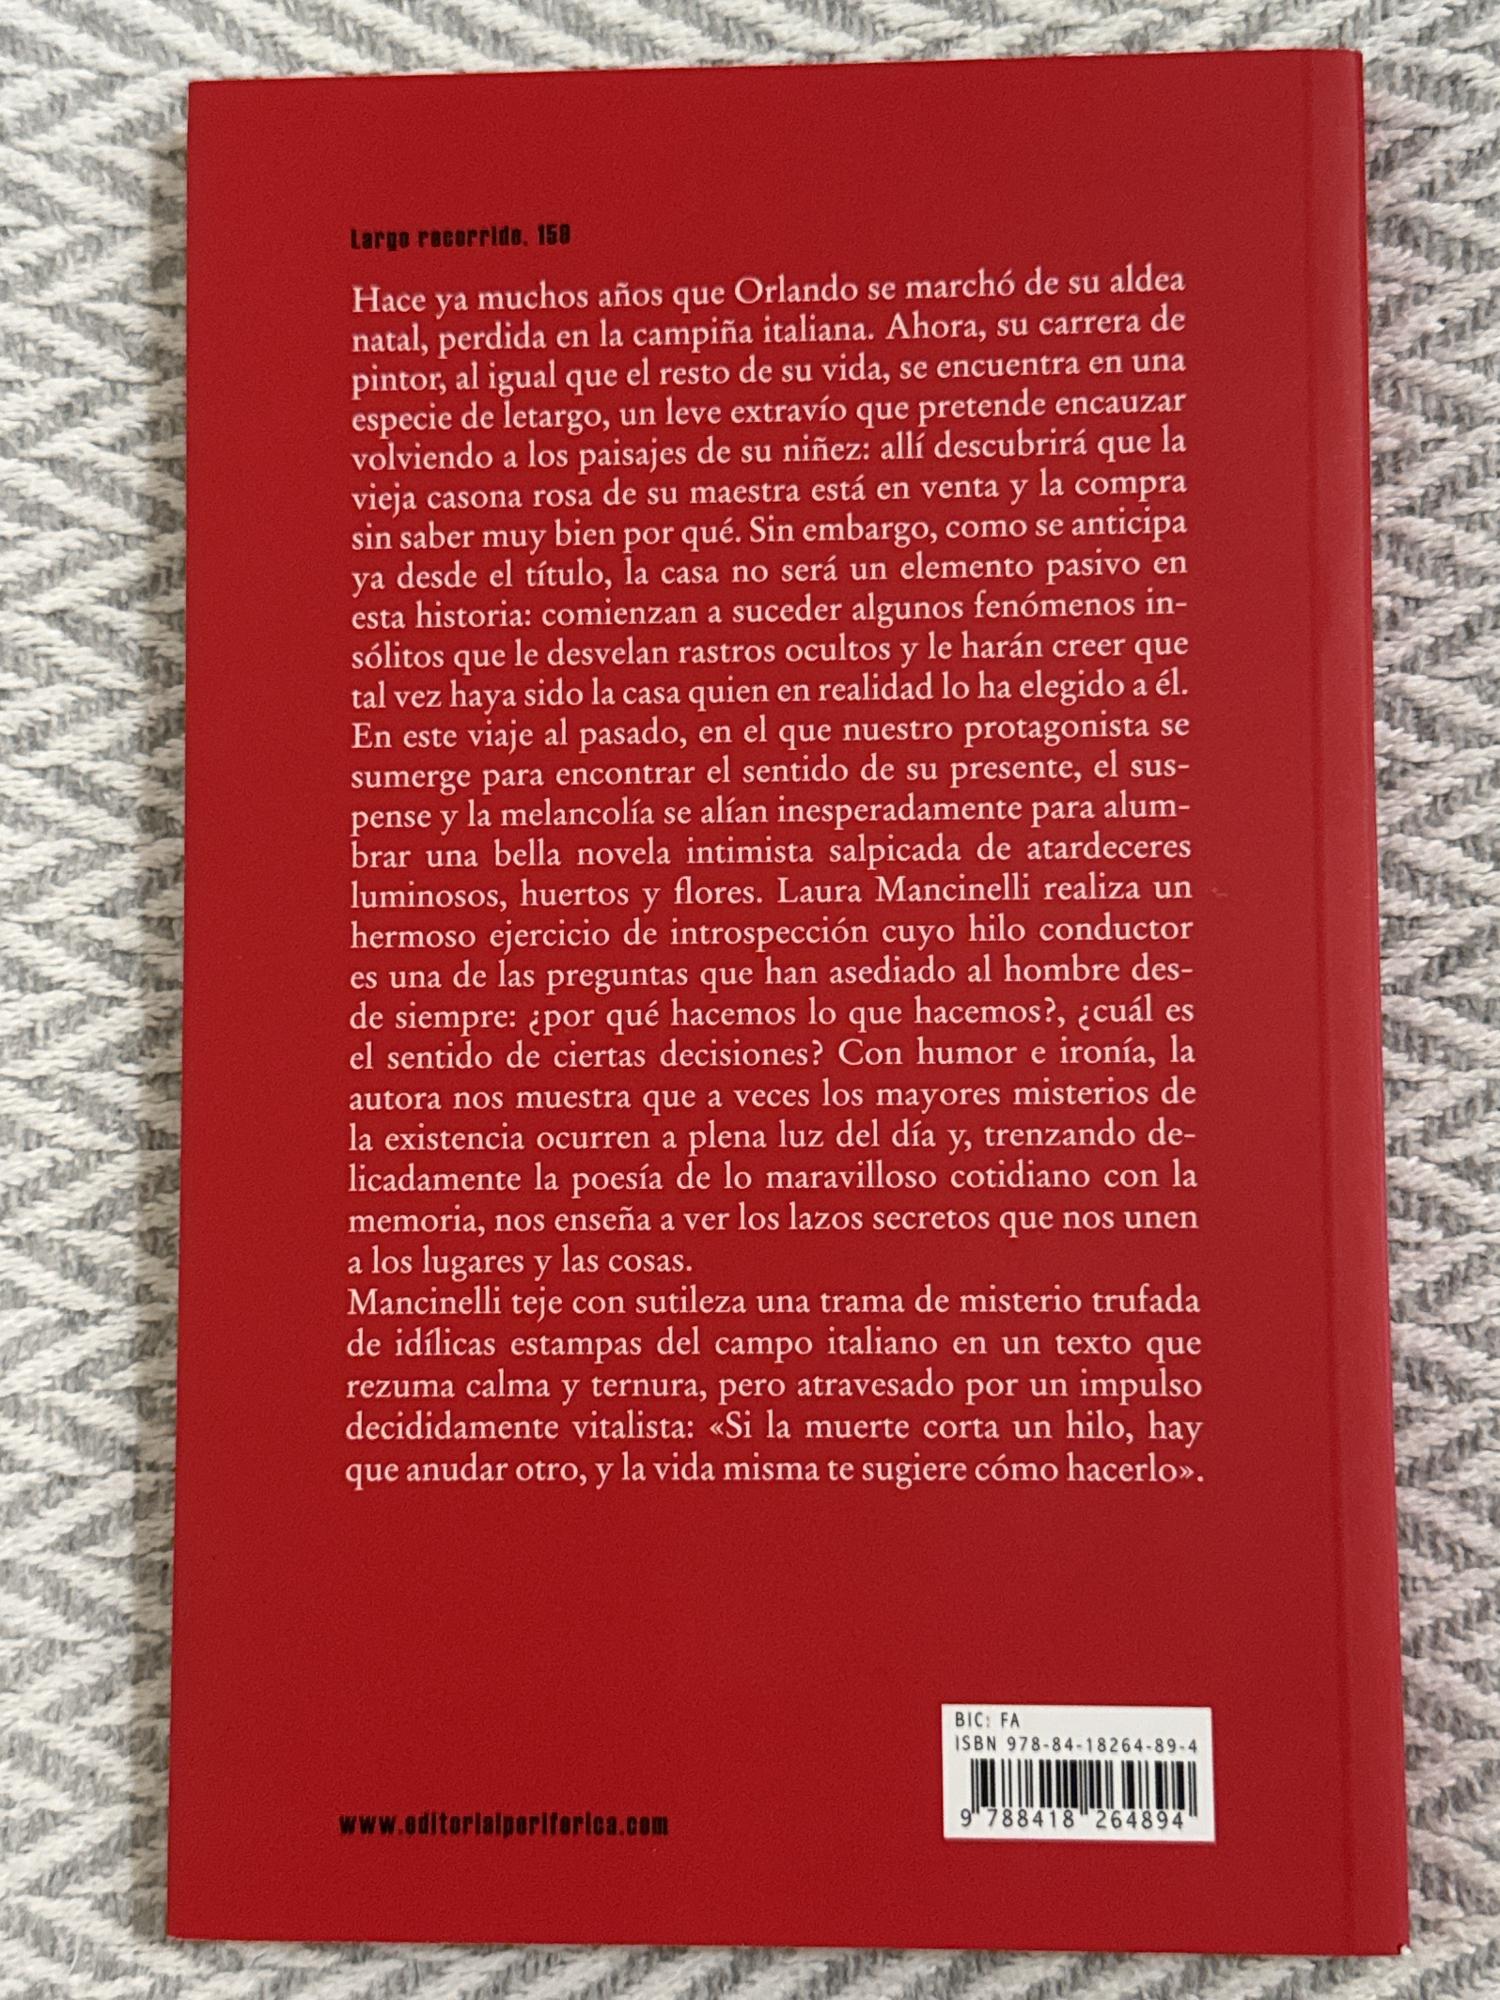 Largo recorrido, 158
Hace ya muchos años que Orlando se marchó de su aldea
natal, perdida en la campiña italiana. Ahora, su carrera de
pintor, al igual que el resto de su vida, se encuentra en una
especie de letargo, un leve extravío que pretende encauzar
volviendo a los paisajes de su niñez: allí descubrirá que la
vieja casona rosa de su maestra está en venta y la compra
sin saber muy bien por qué. Sin embargo, como se anticipa
ya desde el título, la casa no será un elemento pasivo en
esta historia: comienzan a suceder algunos fenómenos in-
sólitos que le desvelan rastros ocultos y le harán creer que
tal vez haya sido la casa quien en realidad lo ha elegido a él.
En este viaje al pasado, en el que nuestro protagonista se
sumerge para encontrar el sentido de su presente, el sus-
pense y la melancolía se alían inesperadamente para alum-
brar una bella novela intimista salpicada de atardeceres
luminosos, huertos y flores. Laura Mancinelli realiza un
hermoso ejercicio de introspección cuyo hilo conductor
es una de las preguntas que han asediado al hombre des-
de siempre: ¿por qué hacemos lo que hacemos?, ¿cuál es
el sentido de ciertas decisiones? Con humor e ironía, la
autora nos muestra que a veces los mayores misterios de
la existencia ocurren a plena luz del día y, trenzando de-
licadamente la poesía de lo maravilloso cotidiano con la
memoria, nos enseña a ver los lazos secretos que nos unen
a los lugares y las cosas.
Mancinelli teje con sutileza una trama de misterio trufada
de idílicas estampas del campo italiano en un texto que
rezuma calma y ternura, pero atravesado por un impulso
decididamente vitalista: «Si la muerte corta un hilo, hay
que anudar otro, y la vida misma te sugiere cómo hacerlo».
BIC: FA
ISBN 978-84-18264-89-4
9 788418 264894
www.editorialperiferica.com